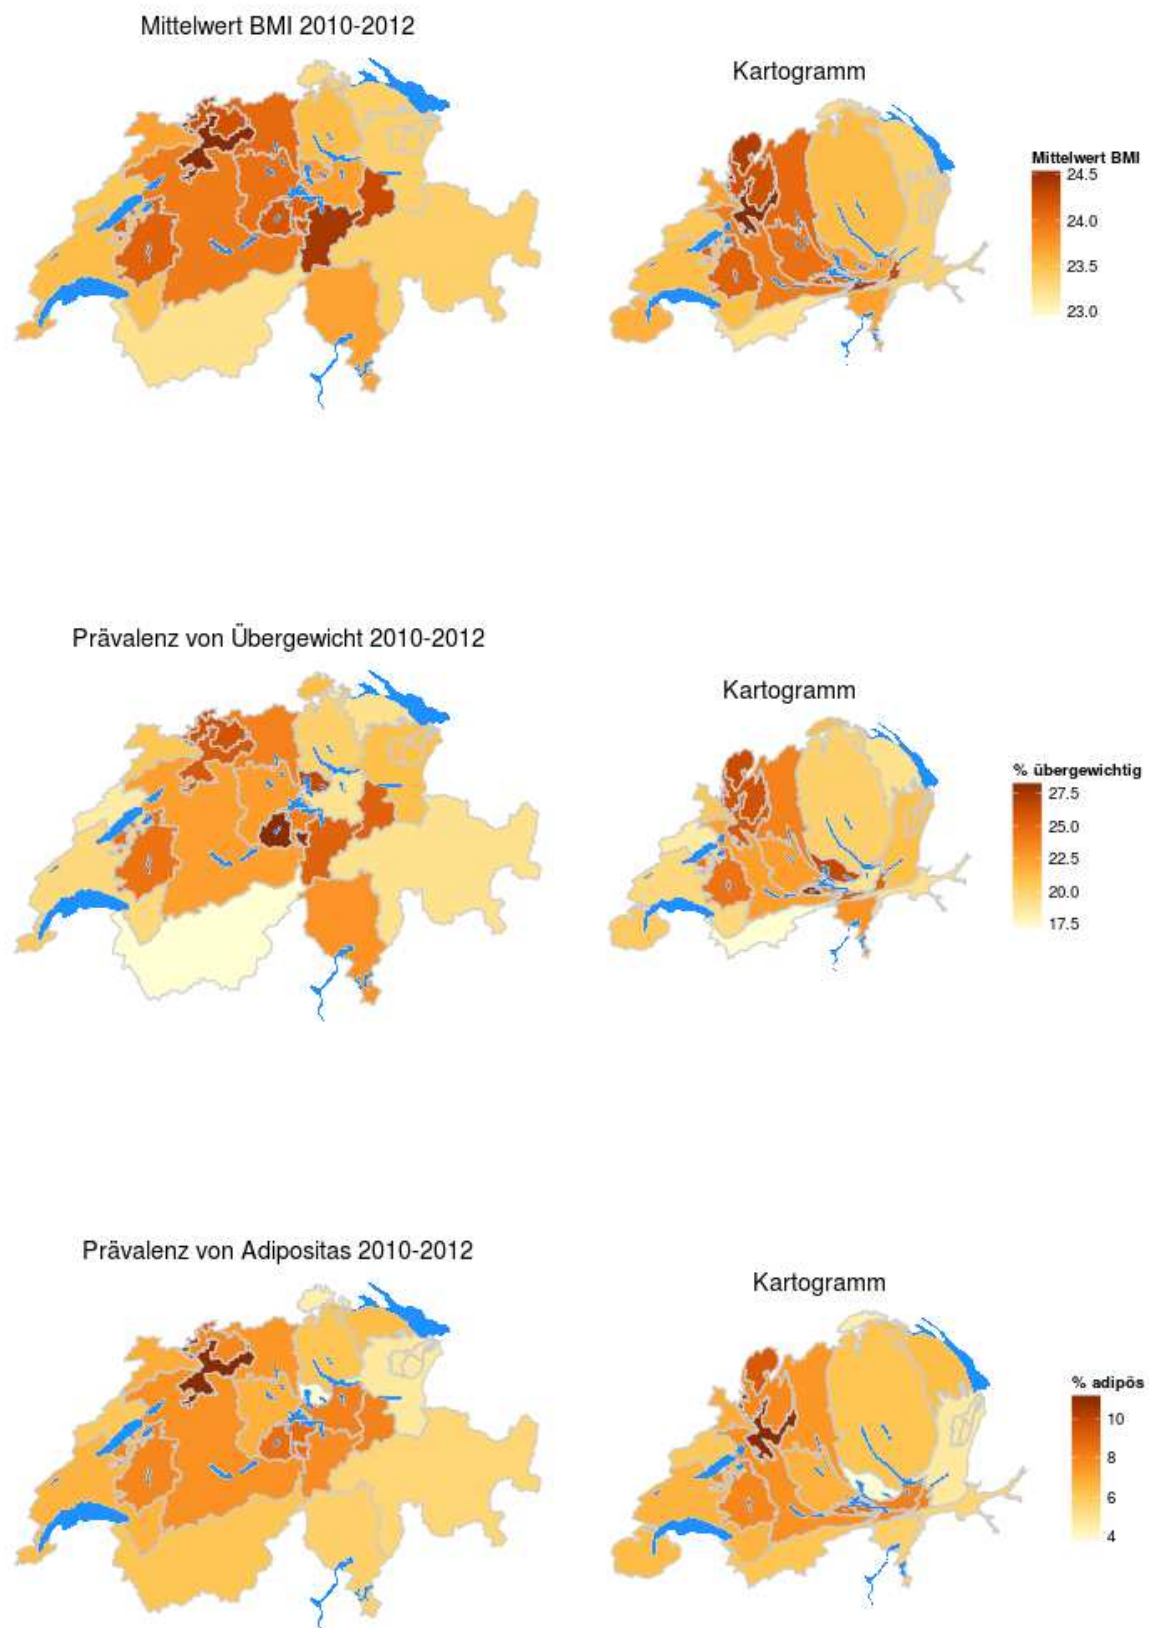 Mittelwert BMI 2010-2012
Kartogramm
Mittelwert BMI
24.5
24.0
23.5
23.0
Prävalenz von Übergewicht 2010-2012
Kartogramm
% übergewichtig
27.5
25.0
22.5
20.0
17.5
Prävalenz von Adipositas 2010-2012
Kartogramm
% adipös
10
8
6
4